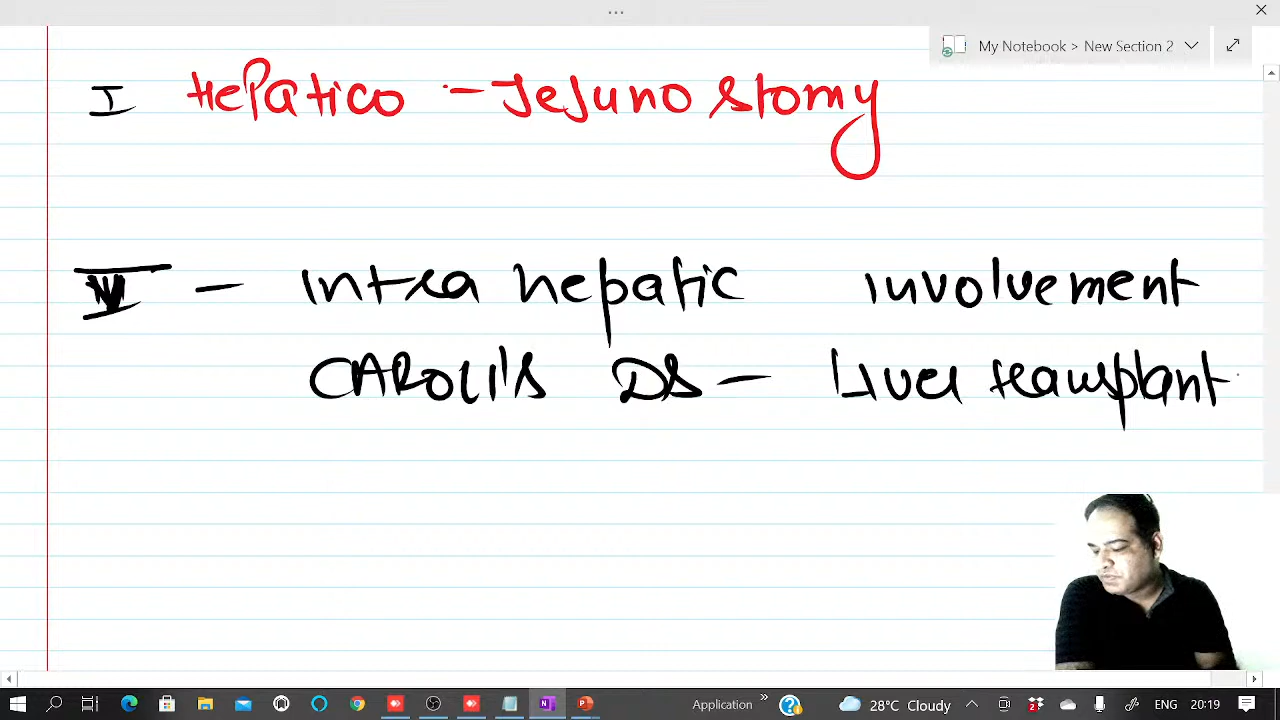 My Notebook > New Section 2
I Hepatico - Jejuno stomy
V - Intra hepatic involvement
CAROLI'S DS - Liver transplant
Application
28°C Cloudy
ENG
20:19